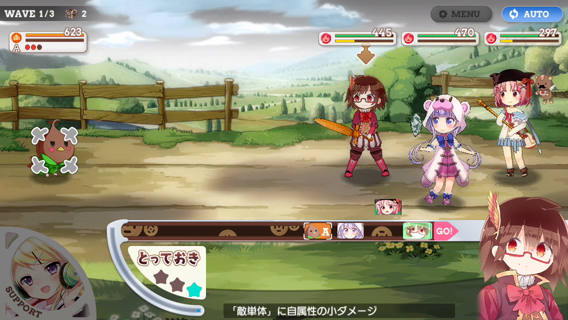 WAVE 1/3
2
MENU
AUTO
623
A
445
470
297
A
GO!
とっておき
SUPPORT
「敵単体」に自属性の小ダメージ